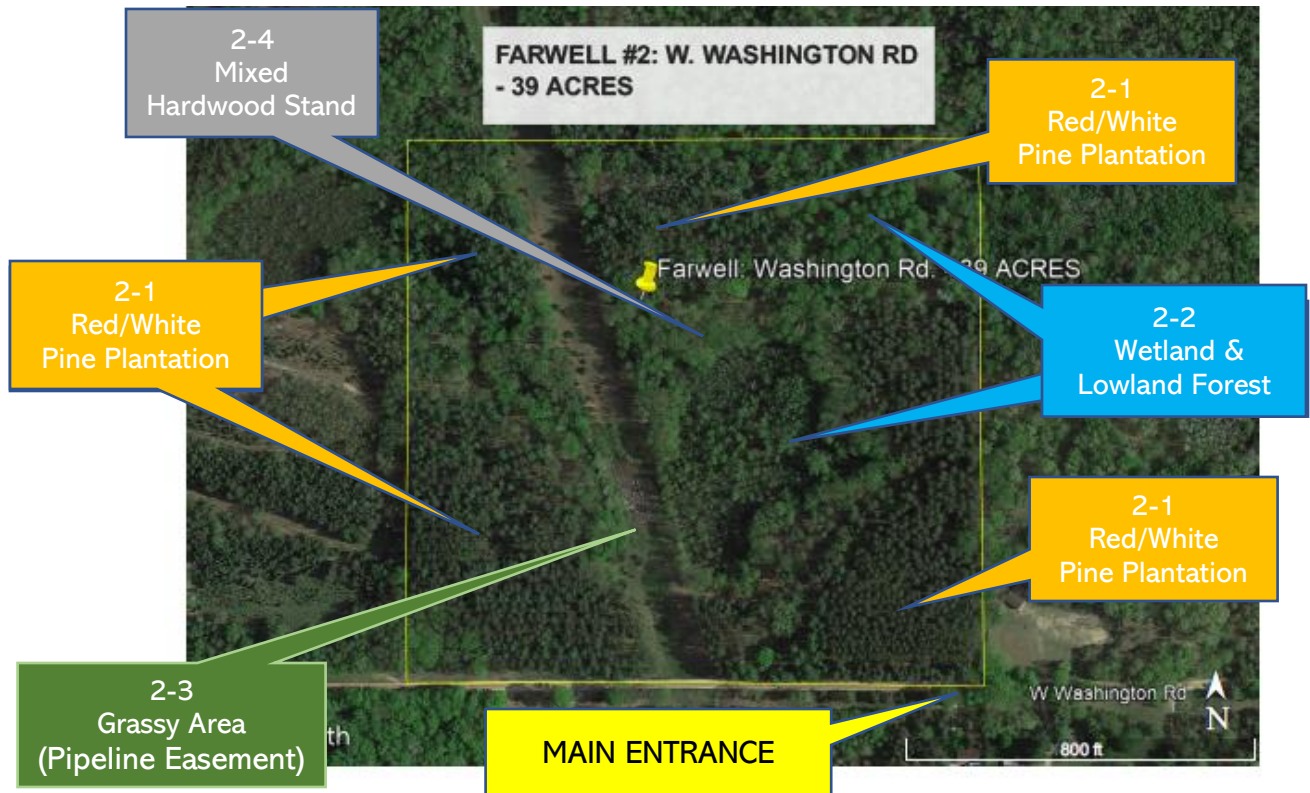 2-4
Mixed
Hardwood Stand
FARWELL #2: W. WASHINGTON RD
- 39 ACRES
2-1
Red/White
Pine Plantation
Farwell: Washington Rd. 39 ACRES
2-1
Red/White
Pine Plantation
2-2
Wetland &
Lowland Forest
2-1
Red/White
Pine Plantation
2-3
Grassy Area
(Pipeline Easement)
th
MAIN ENTRANCE
W Washington Rd
N
800 ft